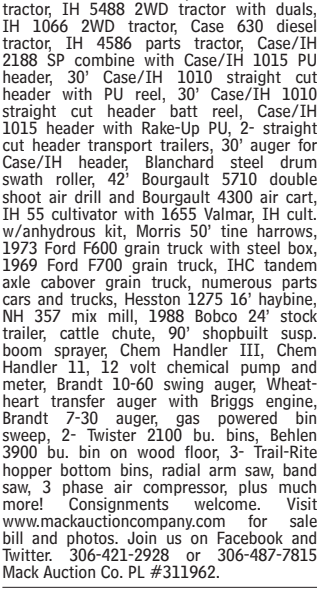 tractor, IH 5488 2WD tractor with duals,
IH 1066 2WD tractor, Case 630 diesel
tractor, IH 4586 parts tractor, Case/IH
2188 SP combine with Case/IH 1015 PU
header, 30' Case/IH 1010 straight cut
header with PU reel, 30' Case/IH 1010
straight cut header batt reel, Case/IH
1015 header with Rake-Up PU, 2- straight
cut header transport trailers, 30' auger for
Case/IH header, Blanchard steel drum
swath roller, 42' Bourgault 5710 double
shoot air drill and Bourgault 4300 air cart,
IH 55 cultivator with 1655 Valmar, IH cult.
w/anhydrous kit, Morris 50' tine harrows,
1973 Ford F600 grain truck with steel box,
1969 Ford F700 grain truck, IHC tandem
axle cabover grain truck, numerous parts
cars and trucks, Hesston 1275 16' haybine,
NH 357 mix mill, 1988 Bobco 24' stock
trailer, cattle chute, 90' shopbuilt susp.
boom sprayer, Chem Handler III, Chem
Handler 11, 12 volt chemical pump and
meter, Brandt 10-60 swing auger, Wheat-
heart transfer auger with Briggs engine,
Brandt 7-30 auger, gas powered bin
sweep, 2- Twister 2100 bu. bins, Behlen
3900 bu. bin on wood floor, 3- Trail-Rite
hopper bottom bins, radial arm saw, band
saw, 3 phase air compressor, plus much
more! Consignments welcome. Visit
www.mackauctioncompany.com for sale
bill and photos. Join us on Facebook and
Twitter. 306-421-2928 or 306-487-7815
Mack Auction Co. PL #311962.